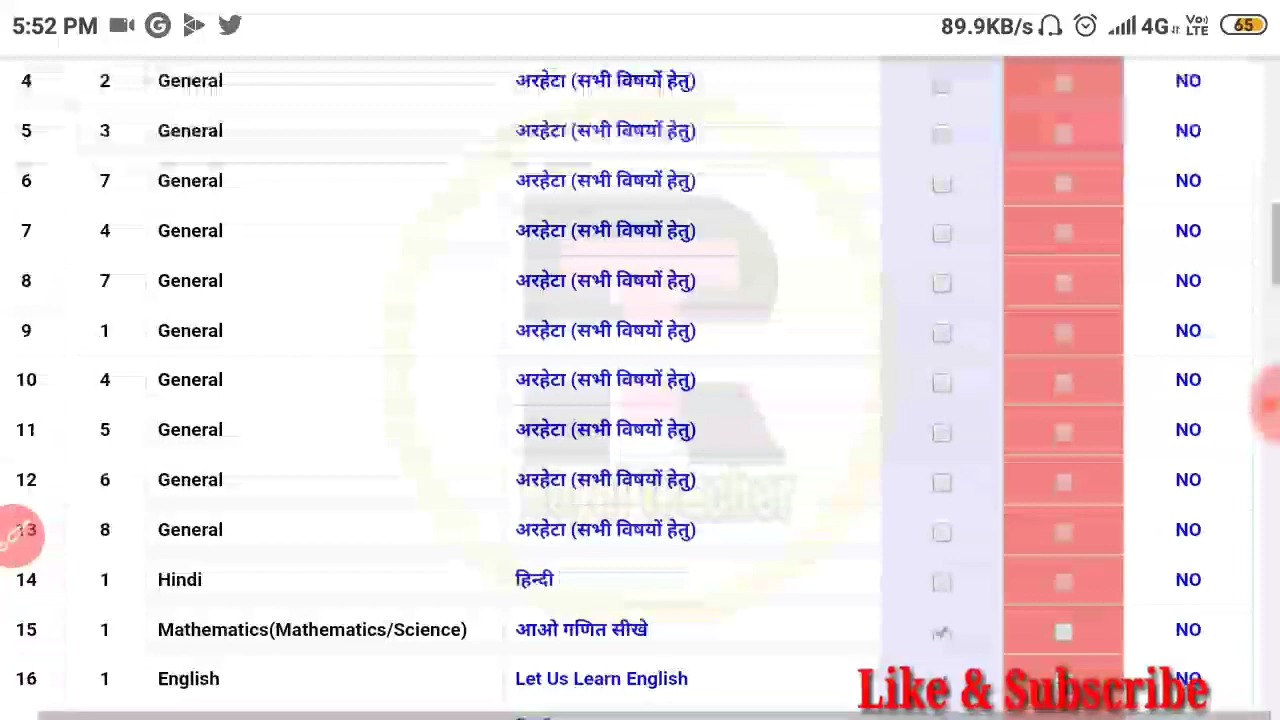 5:52 PM 89.9KB/s 4G Vo) LTE 65
4 2 General अरहेटा (सभी विषयों हेतु) NO
5 3 General अरहेटा (सभी विषयों हेतु) NO
6 7 General अरहेटा (सभी विषयों हेतु) NO
7 4 General अरहेटा (सभी विषयों हेतु) NO
8 7 General अरहेटा (सभी विषयों हेतु) NO
9 1 General अरहेटा (सभी विषयों हेतु) NO
10 4 General अरहेटा (सभी विषयों हेतु) NO
11 5 General अरहेटा (सभी विषयों हेतु) NO
12 6 General अरहेटा (सभी विषयों हेतु) NO
13 8 General अरहेटा (सभी विषयों हेतु) NO
14 1 Hindi हिन्दी NO
15 1 Mathematics(Mathematics/Science) आओ गणित सीखे NO
16 1 English Let Us Learn English NO
Like & Subscribe